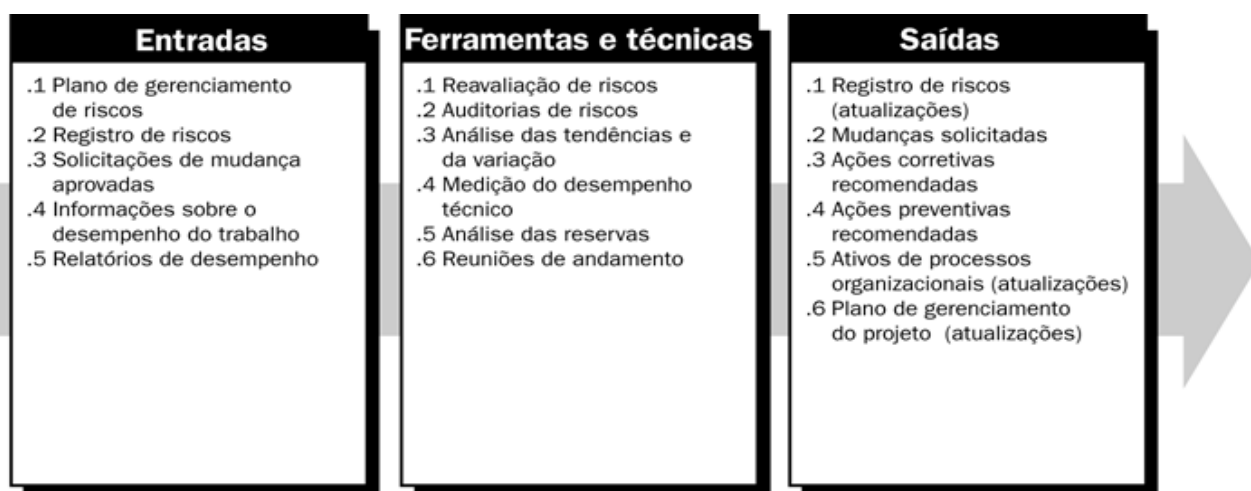 Entradas
.1 Plano de gerenciamento
de riscos
.2 Registro de riscos
.3 Solicitações de mudança
aprovadas
.4 Informações sobre o
desempenho do trabalho
.5 Relatórios de desempenho
Ferramentas e técnicas
.1 Reavaliação de riscos
.2 Auditorias de riscos
.3 Análise das tendências e
da variação
.4 Medição do desempenho
técnico
.5 Análise das reservas
.6 Reuniões de andamento
Saídas
.1 Registro de riscos
(atualizações)
.2 Mudanças solicitadas
.3 Ações corretivas
recomendadas
.4 Ações preventivas
recomendadas
.5 Ativos de processos
organizacionais (atualizações)
.6 Plano de gerenciamento
do projeto (atualizações)